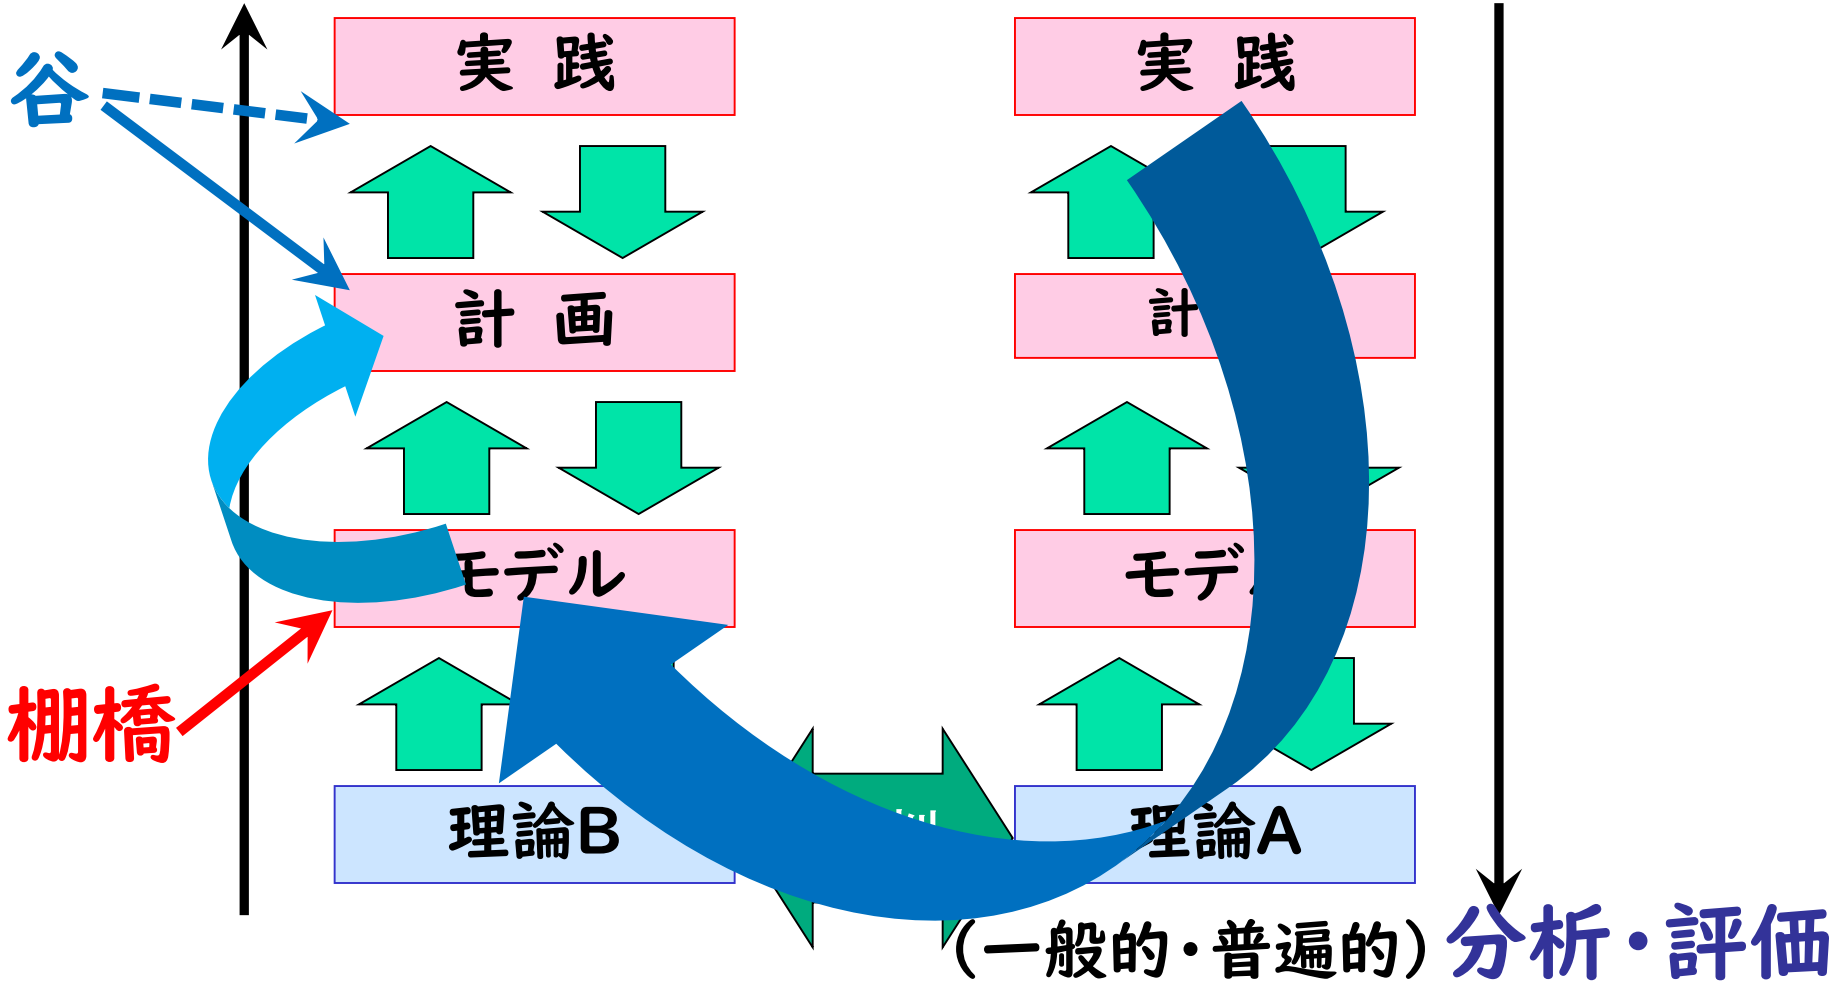 谷
実 践
実 践
計 画
計
モデル
モデ
棚橋
理論B
理論A
（一般的・普遍的）
分析・評価